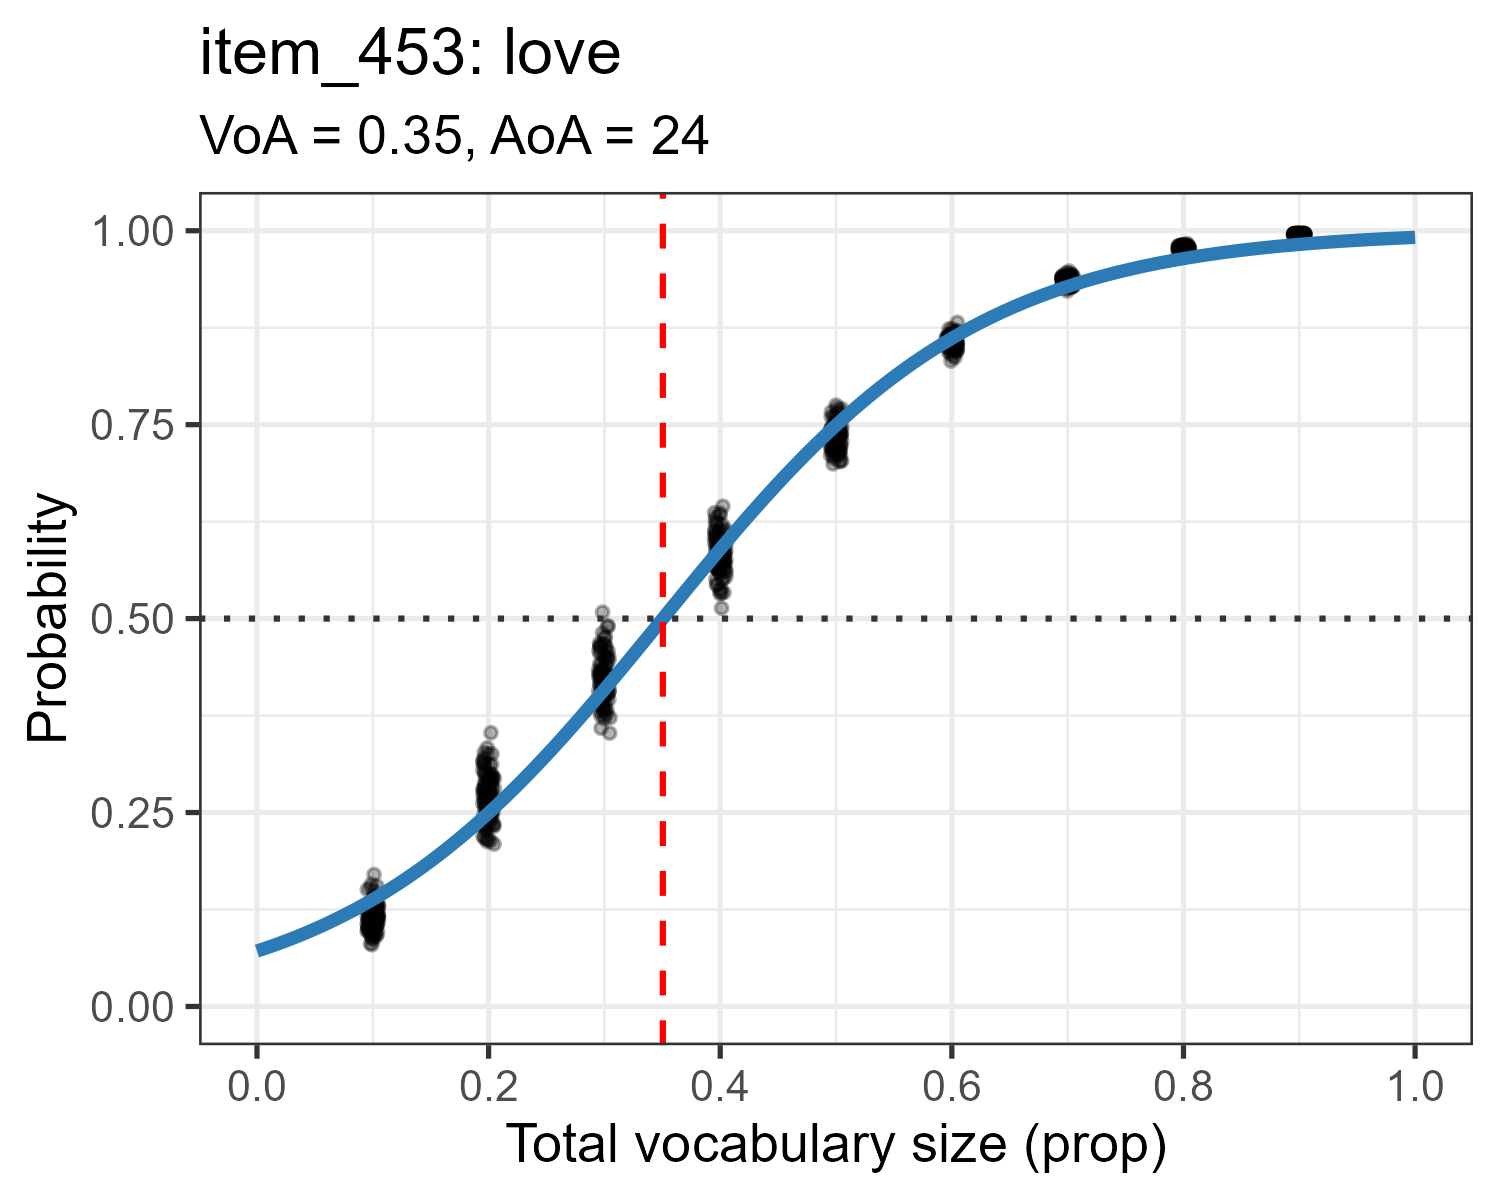 item_453: love
VoA = 0.35, AoA = 24
1.00
0.75
0.50
0.25
0.00
Probability
0.0 0.2 0.4 0.6 0.8 1.0
Total vocabulary size (prop)